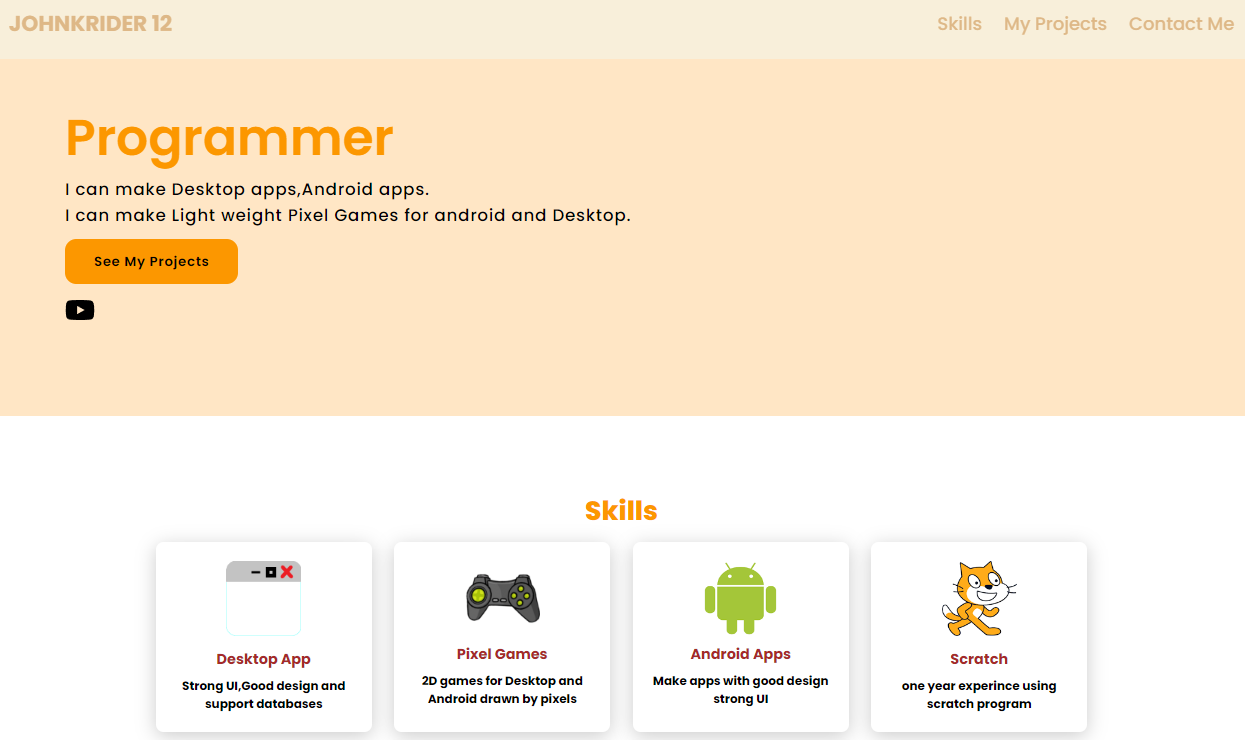 JOHNKRIDER 12
Skills My Projects Contact Me
Programmer
I can make Desktop apps,Android apps.
I can make Light weight Pixel Games for android and Desktop.
See My Projects
Skills
Desktop App
Strong UI,Good design and
support databases
Pixel Games
2D games for Desktop and
Android drawn by pixels
Android Apps
Make apps with good design
strong UI
Scratch
one year experince using
scratch program